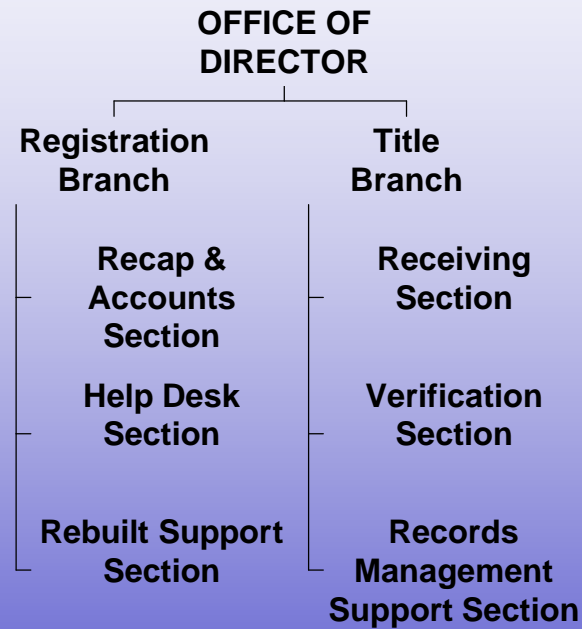 OFFICE OF
DIRECTOR
Registration
Branch
Title
Branch
Recap &
Accounts
Section
Receiving
Section
Help Desk
Section
Verification
Section
Rebuilt Support
Section
Records
Management
Support Section